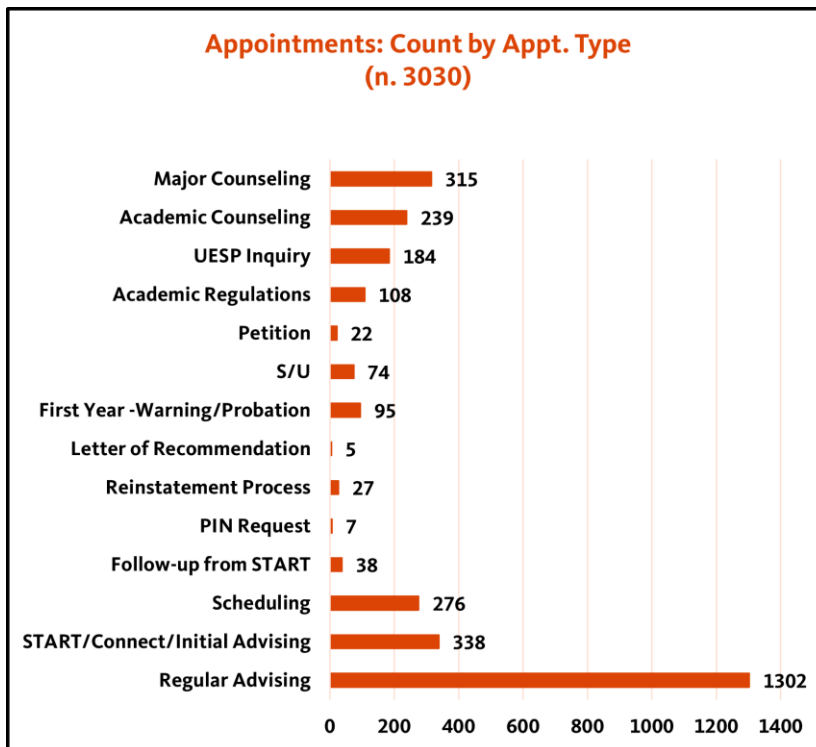 Appointments: Count by Appt. Type
(n. 3030)
Major Counseling 315
Academic Counseling 239
UESP Inquiry 184
Academic Regulations 108
Petition 22
S/U 74
First Year -Warning/Probation 95
Letter of Recommendation 5
Reinstatement Process 27
PIN Request 7
Follow-up from START 38
Scheduling 276
START/Connect/Initial Advising 338
Regular Advising 1302
0 200 400 600 800 1000 1200 1400